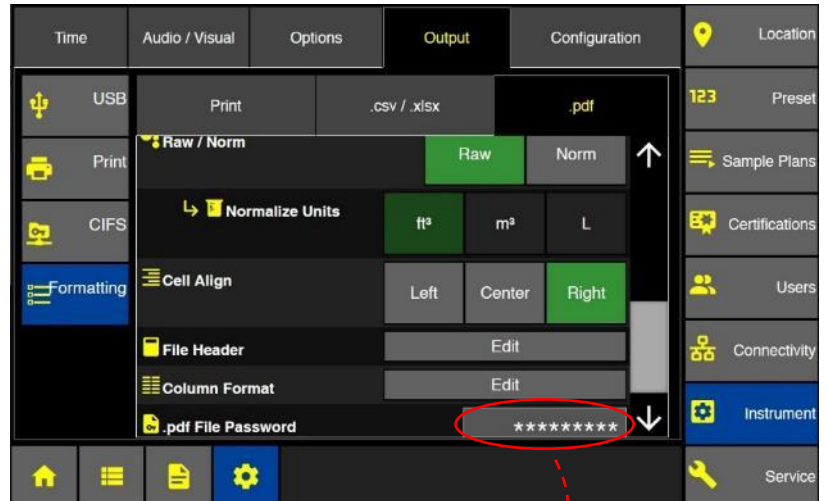 Time
Audio / Visual
Options
Output
Configuration
Location
USB
Print
.csv / .xlsx
.pdf
123
Preset
Print
Raw / Norm
Raw
Norm
Sample Plans
CIFS
Normalize Units
ft³
m³
L
Certifications
Formatting
Cell Align
Left
Center
Right
Users
File Header
Edit
Connectivity
Column Format
Edit
.pdf File Password
*********
Instrument
Service